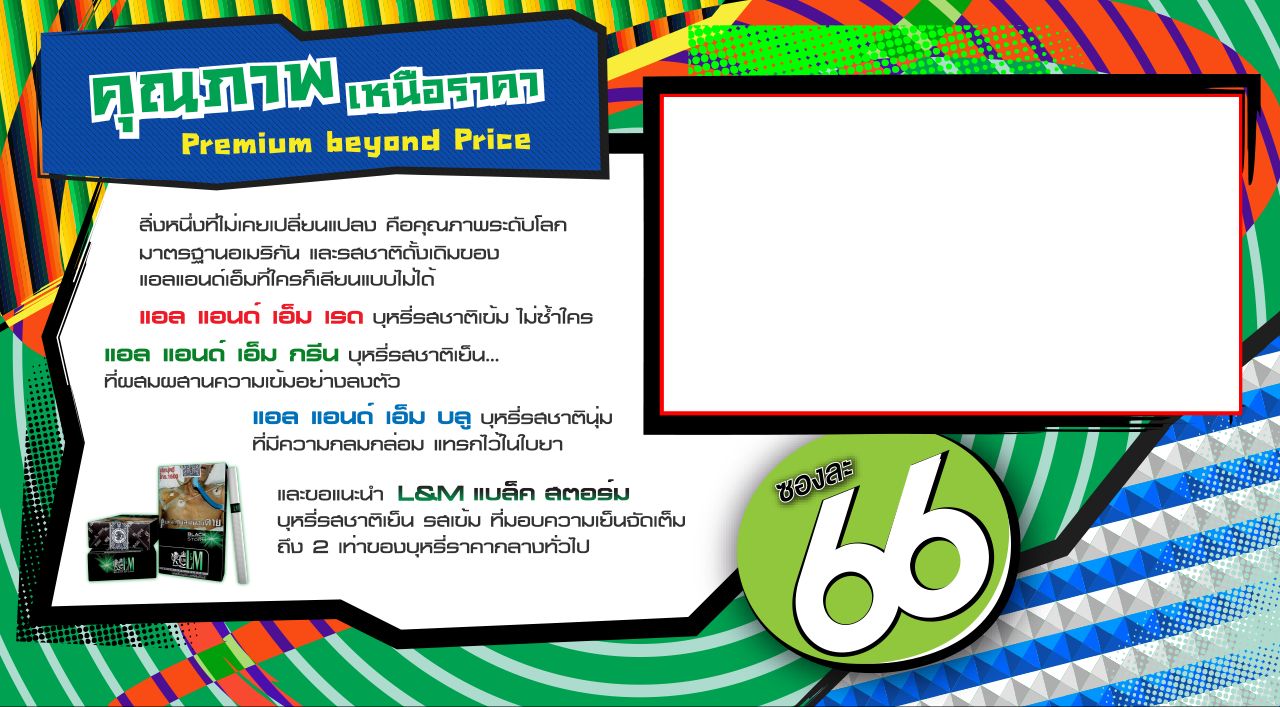 คุณภาพ เหนือราคา
Premium beyond Price
สิ่งหนึ่งที่ไม่เคยเปลี่ยนแปลง คือคุณภาพระดับโลก
มาตรฐานอเมริกัน และรสชาติดั้งเดิมของ
แอลแอนด์เอ็มที่ใครก็เลียนแบบไม่ได้
แอล แอนด์ เอ็ม เรด บุหรี่รสชาติเข้ม ไม่ซ้ำใคร
แอล แอนด์ เอ็ม กรีน บุหรี่รสชาติเย็น...
ที่ผสมผสานความเข้มอย่างลงตัว
แอล แอนด์ เอ็ม บลู บุหรี่รสชาตินุ่ม
ที่มีความกลมกล่อม แทรกไว้ในใบยา
และขอแนะนำ L&M แบล็ค สตอร์ม
บุหรี่รสชาติเย็น รสเข้ม ที่มอบความเย็นจัดเต็ม
ถึง 2 เท่าของบุหรี่ราคากลางทั่วไป
ซองละ
66
BLACK
STORM
LM
LM